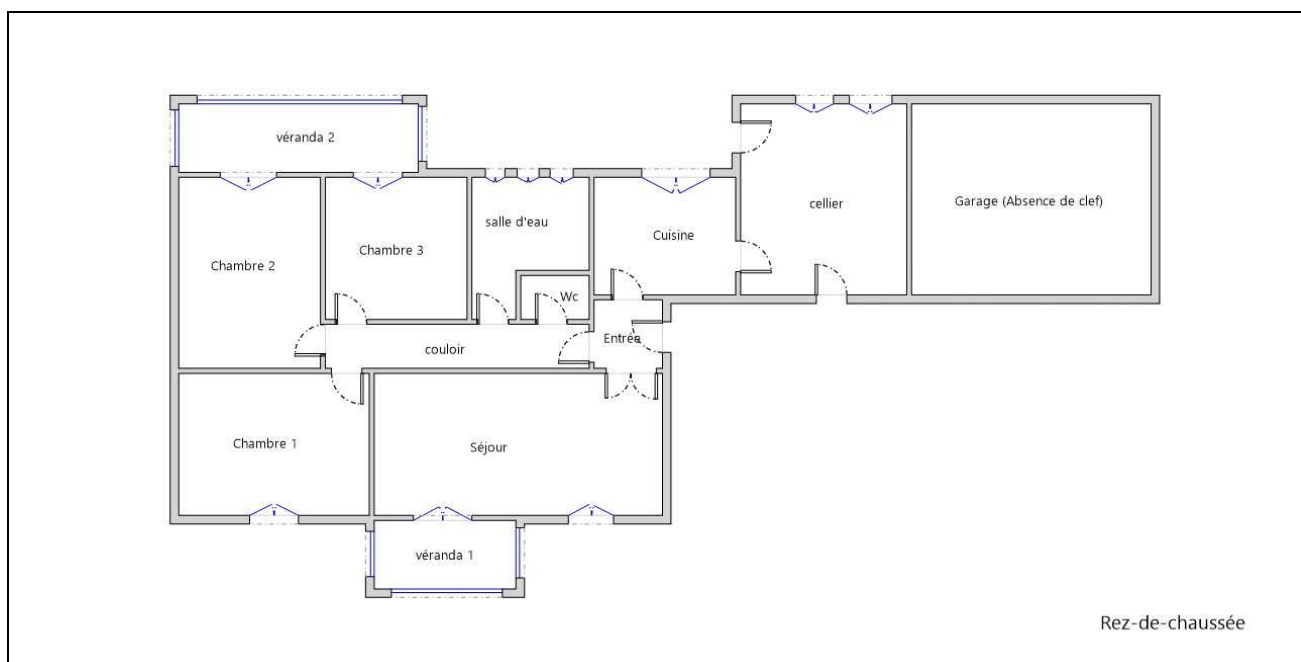 véranda 2
salle d'eau
Cuisine
cellier
Garage (Absence de clef)
Chambre 2
Chambre 3
Wc
Entrée
couloir
Chambre 1
Séjour
véranda 1
Rez-de-chaussée